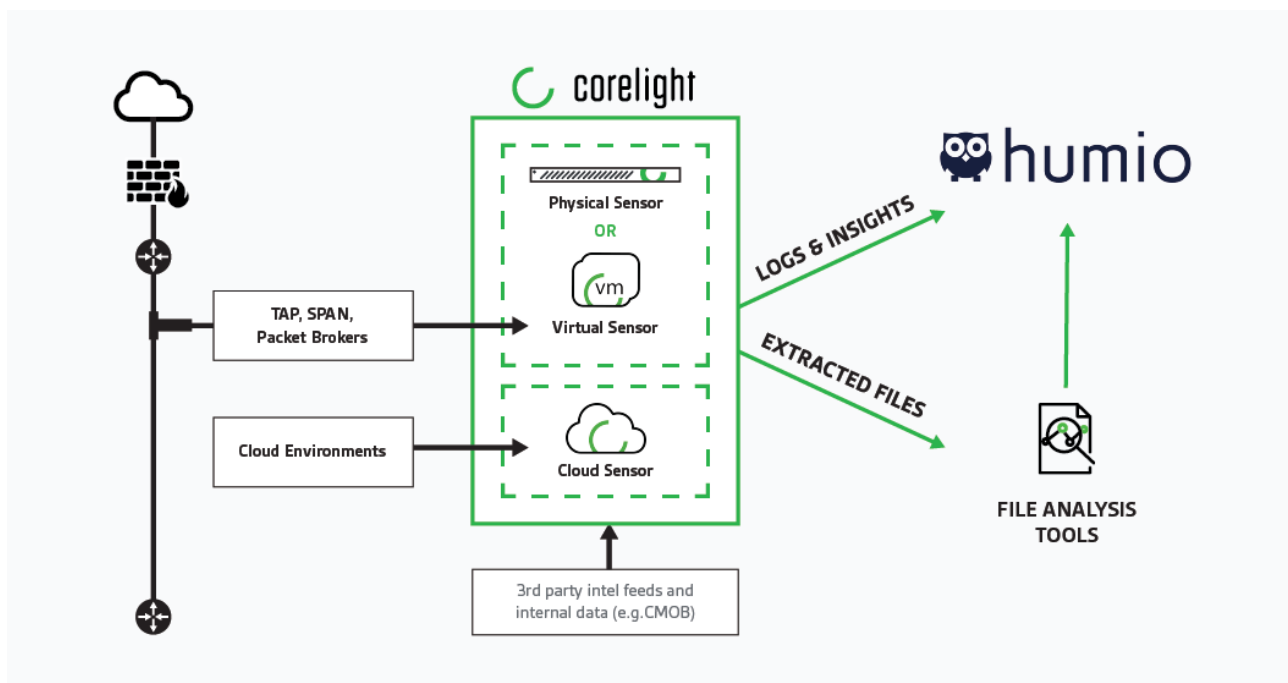 corelight
Physical Sensor
OR
vm
Virtual Sensor
TAP, SPAN,
Packet Brokers
Cloud Environments
Cloud Sensor
3rd party intel feeds and
internal data (e.g.CMOB)
LOGS & INSIGHTS
EXTRACTED FILES
humio
FILE ANALYSIS
TOOLS